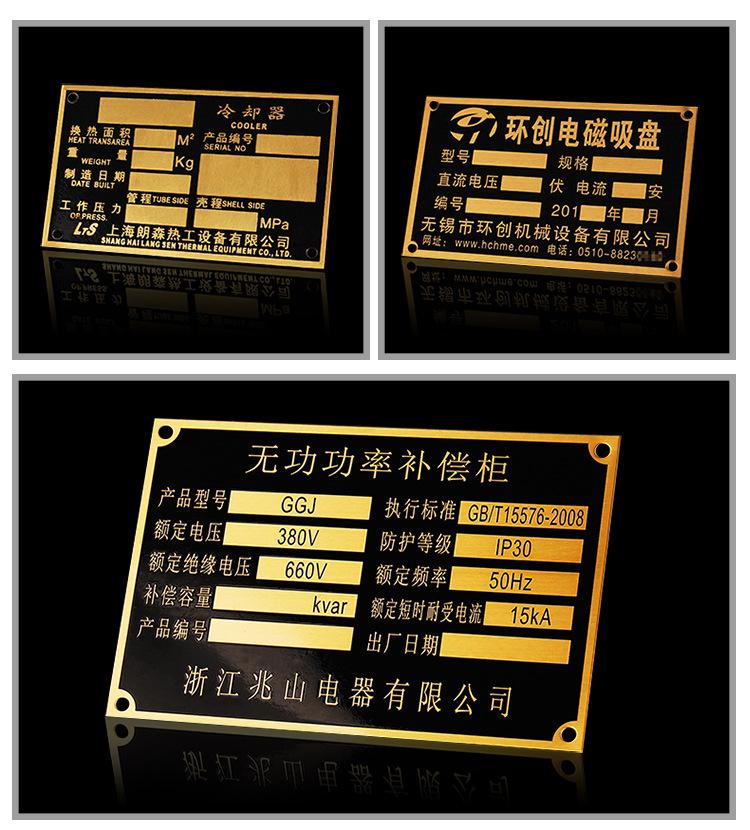 冷却器
COOLER
换热面积 M² 产品编号
HEAT TRANSAREA SERIAL NO
重量 Kg
WEIGHT
制造日期
DATE BUILT
管程TUBE SIDE 壳程SHELL SIDE
工作压力 MPa
OP.PRESS.
LTS 上海朗森热工设备有限公司
SHANG HAI LANG SEN THERMAL EQUIPMENT CO., LTD.
环创电磁吸盘
型号 规格
直流电压 伏 电流 安
编号 201 年 月
无锡市环创机械设备有限公司
网址: www.hchme.com 电话: 0510-8823
无功功率补偿柜
产品型号 GGJ 执行标准 GB/T15576-2008
额定电压 380V 防护等级 IP30
额定绝缘电压 660V 额定频率 50Hz
补偿容量 kvar 额定短时耐受电流 15kA
产品编号 出厂日期
浙江兆山电器有限公司